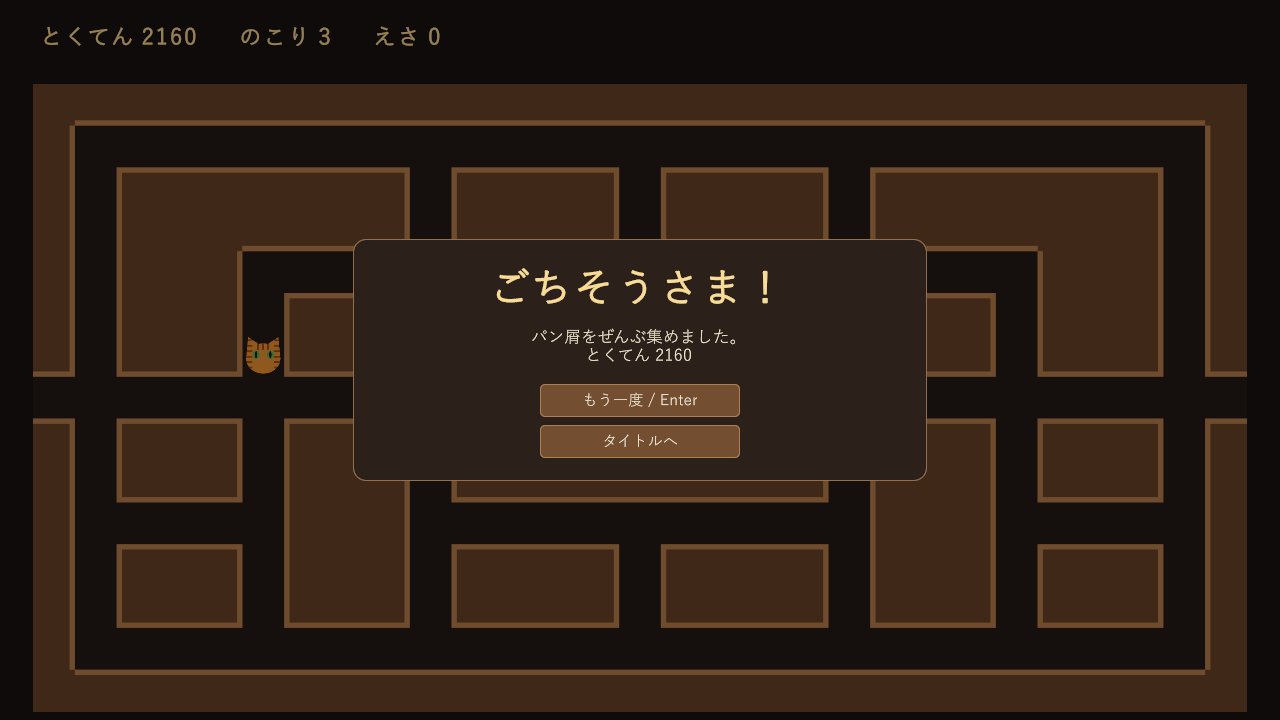 とくてん 2160 のこり 3 えさ 0
ごちそうさま！
パン屑をぜんぶ集めました。
とくてん 2160
もう一度 / Enter
タイトルへ